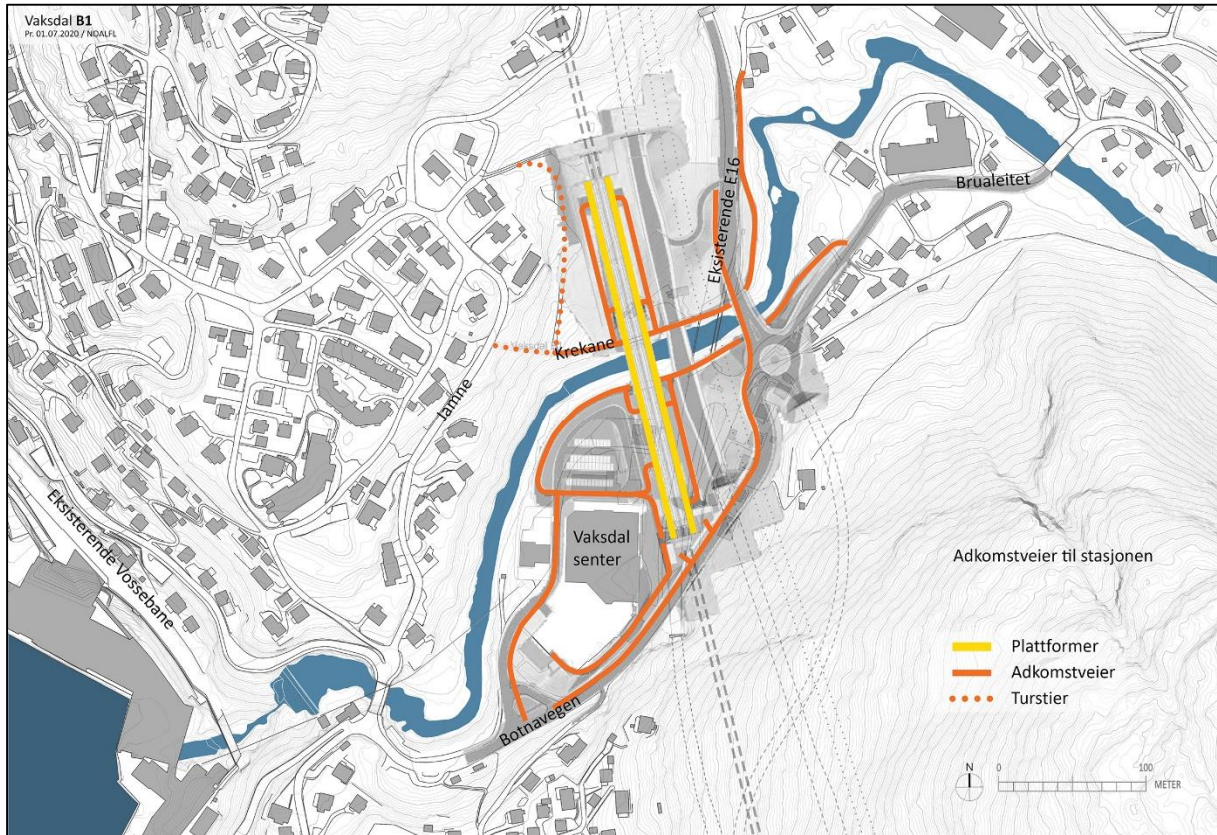 Vaksdal B1
Pr. 01.07.2020 / NOALFL
Brualeitet
Eksisterende E16
Krekane
Jamne
Eksisterende Vossebane
Vaksdal
senter
Botnavegen
Adkomstveier til stasjonen
Plattformer
Adkomstveier
Turstier
N
0
100
METER